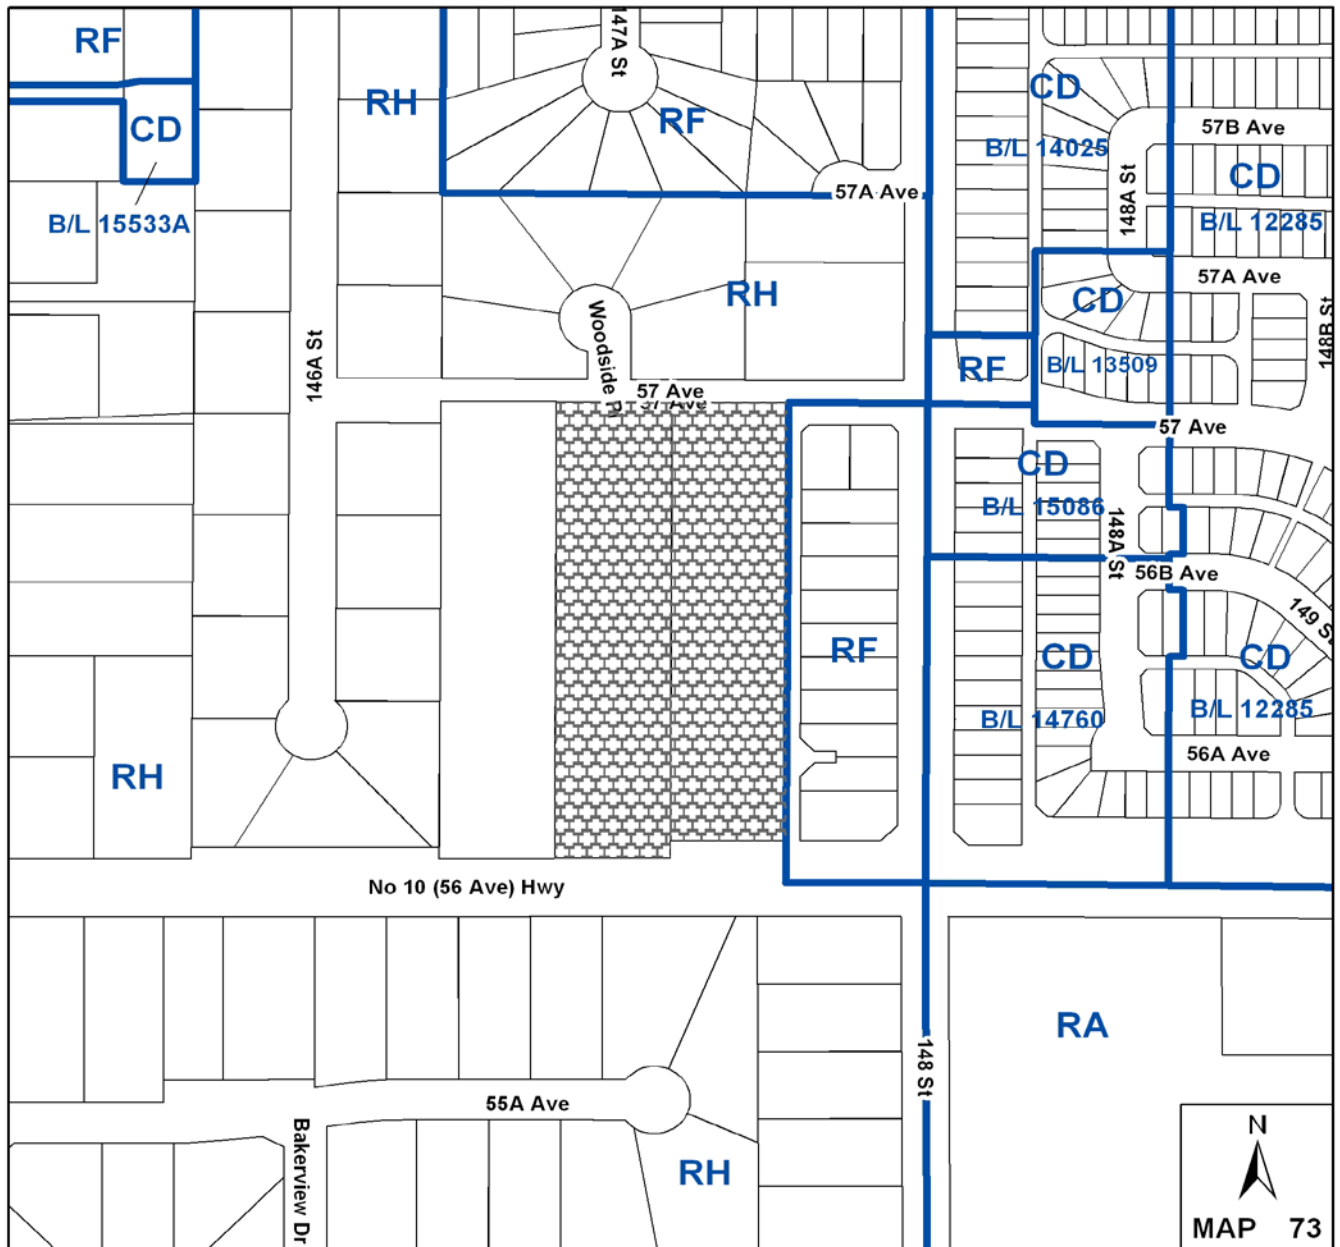 RF
147A St
RH
CD
RF
CD
57B Ave
B/L 14025
CD
148A St
57A Ave
B/L 15533A
B/L 12285
57A Ave
RH
CD
Woodside
148B St
146A St
RF
B/L 13509
57 Ave
57 Ave
57 Ave
CD
B/L 15086
148A St
56B Ave
149 St
RF
CD
CD
B/L 14760
B/L 12285
56A Ave
RH
No 10 (56 Ave) Hwy
RA
148 St
55A Ave
Bakerview Dr
RH
N
MAP 73